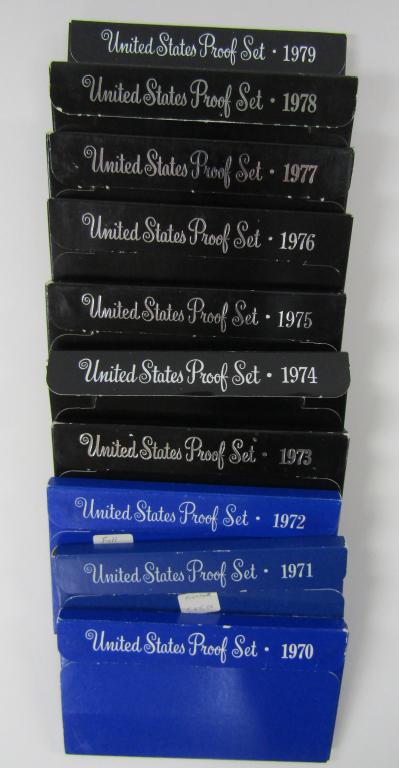 United States Proof Set · 1979
United States Proof Set · 1978
United States Proof Set · 1977
United States Proof Set · 1976
United States Proof Set · 1975
United States Proof Set · 1974
United States Proof Set · 1973
United States Proof Set · 1972
United States Proof Set · 1971
United States Proof Set · 1970